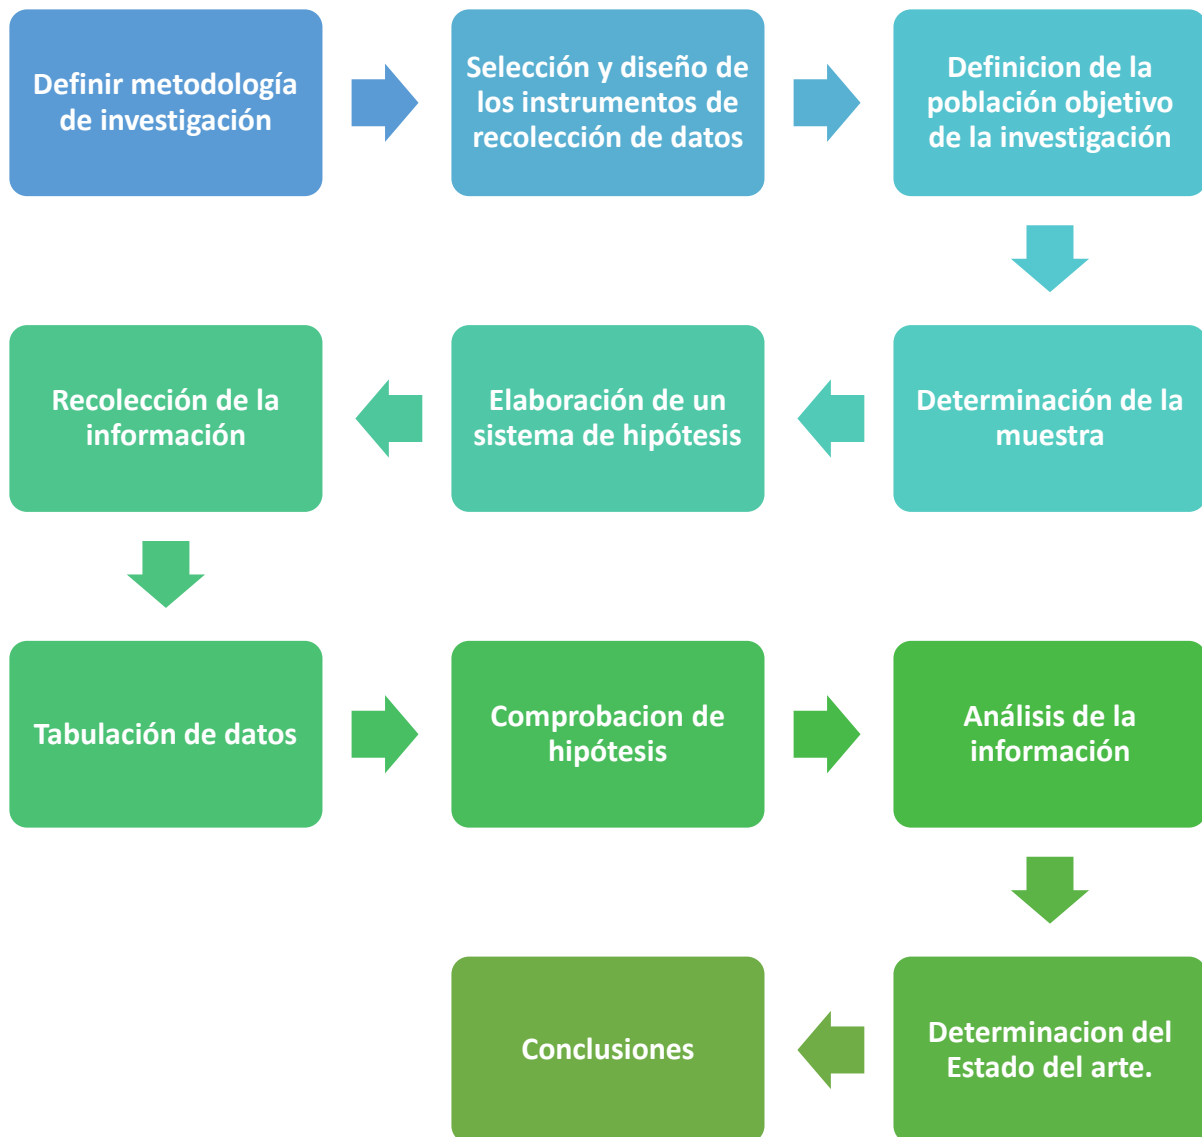 Definir metodología
de investigación
Selección y diseño de
los instrumentos de
recolección de datos
Definicion de la
población objetivo
de la investigación
Determinación de la
muestra
Elaboración de un
sistema de hipótesis
Recolección de la
información
Tabulación de datos
Comprobacion de
hipótesis
Análisis de la
información
Determinacion del
Estado del arte.
Conclusiones